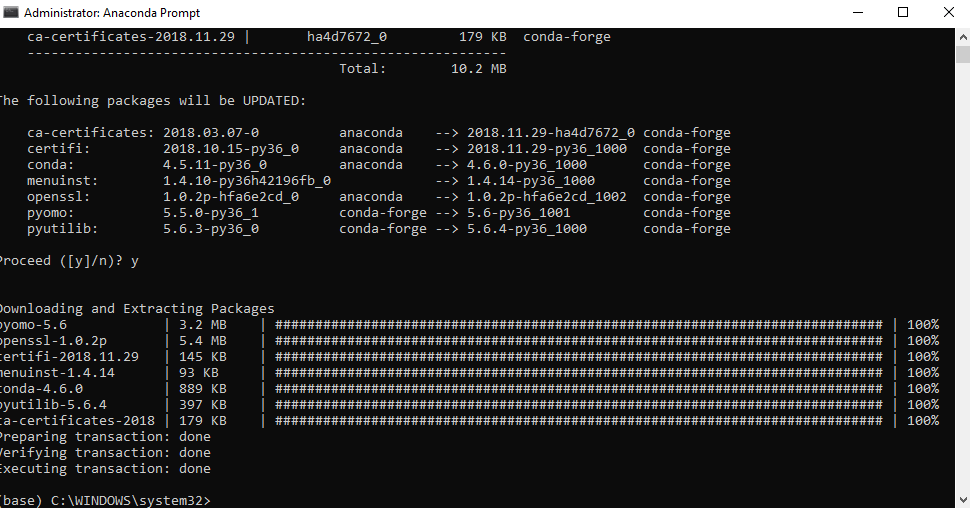 Administrator: Anaconda Prompt
ca-certificates-2018.11.29 | ha4d7672_0 179 KB conda-forge
------------------------------------------------------------
Total: 10.2 MB
The following packages will be UPDATED:
ca-certificates: 2018.03.07-0 anaconda --> 2018.11.29-ha4d7672_0 conda-forge
certifi: 2018.10.15-py36_0 anaconda --> 2018.11.29-py36_1000 conda-forge
conda: 4.5.11-py36_0 anaconda --> 4.6.0-py36_1000 conda-forge
menuinst: 1.4.10-py36h42196fb_0 --> 1.4.14-py36_1000 conda-forge
openssl: 1.0.2p-hfa6e2cd_0 anaconda --> 1.0.2p-hfa6e2cd_1002 conda-forge
pyomo: 5.5.0-py36_1 conda-forge --> 5.6-py36_1001 conda-forge
pyutilib: 5.6.3-py36_0 conda-forge --> 5.6.4-py36_1000 conda-forge
Proceed ([y]/n)? y
Downloading and Extracting Packages
pyomo-5.6 | 3.2 MB | ############################################################################ | 100%
openssl-1.0.2p | 5.4 MB | ############################################################################ | 100%
certifi-2018.11.29 | 145 KB | ############################################################################ | 100%
menuinst-1.4.14 | 93 KB | ############################################################################ | 100%
conda-4.6.0 | 889 KB | ############################################################################ | 100%
pyutilib-5.6.4 | 397 KB | ############################################################################ | 100%
ca-certificates-2018 | 179 KB | ############################################################################ | 100%
Preparing transaction: done
Verifying transaction: done
Executing transaction: done
(base) C:\WINDOWS\system32>